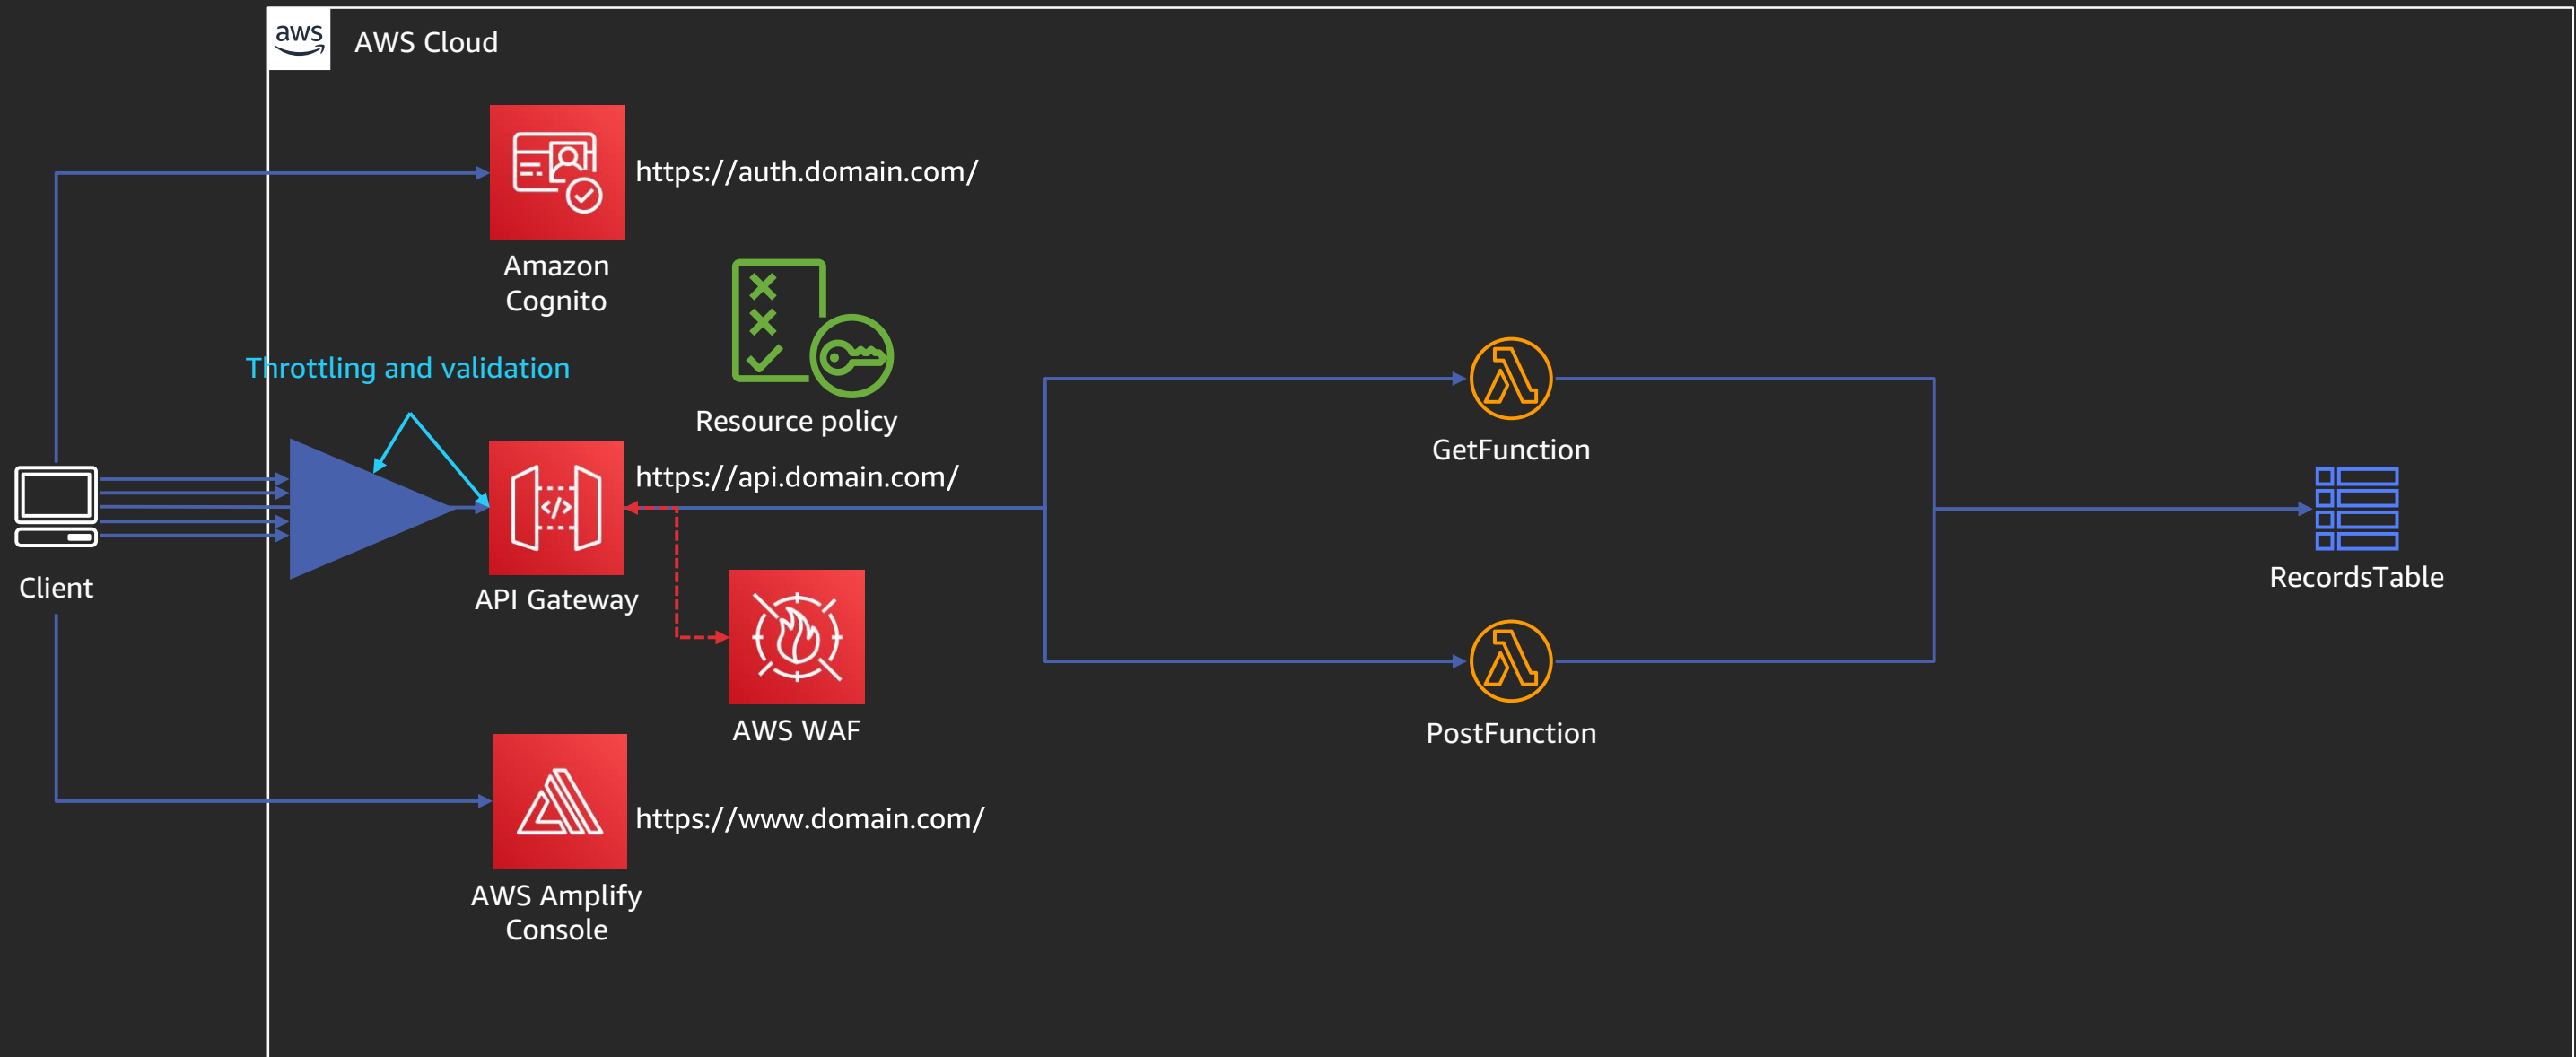 aws
AWS Cloud
https://auth.domain.com/
Amazon
Cognito
Throttling and validation
Resource policy
https://api.domain.com/
Client
API Gateway
</>
AWS WAF
https://www.domain.com/
AWS Amplify
Console
GetFunction
PostFunction
RecordsTable